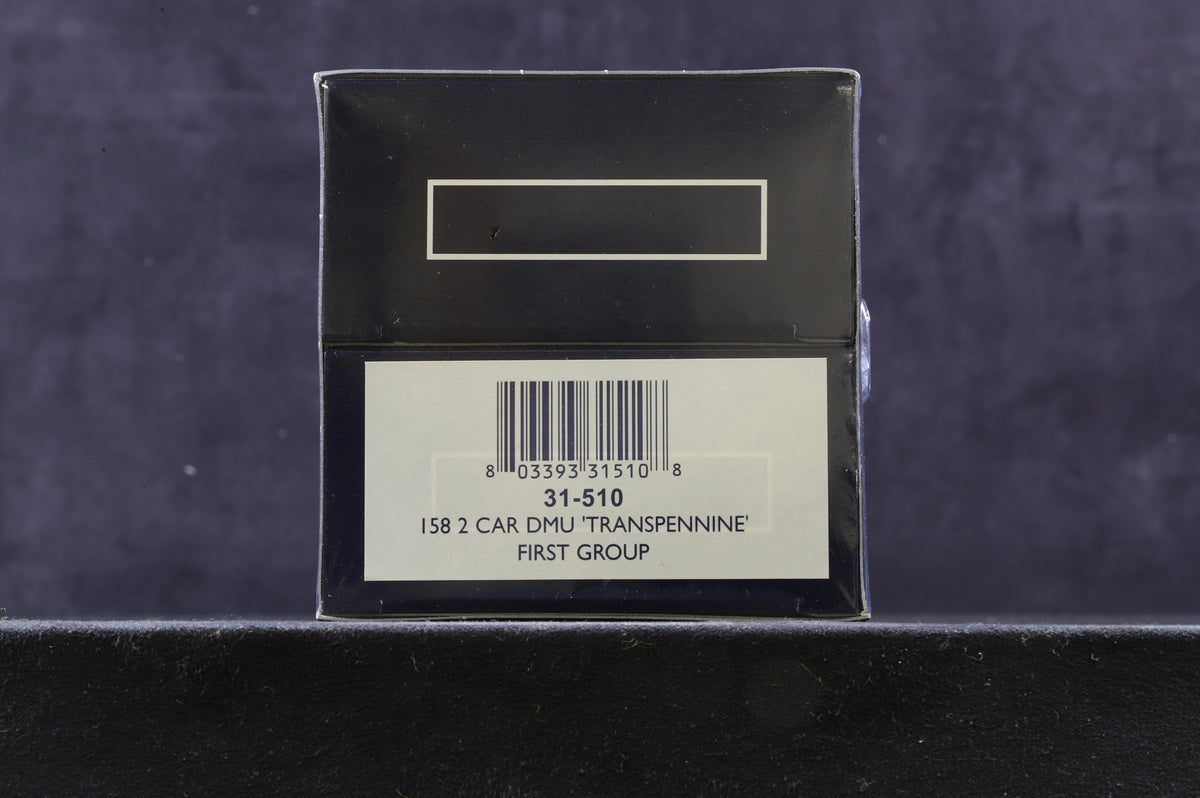 8 03393 31510 8
31-510
158 2 CAR DMU 'TRANSPENNINE'
FIRST GROUP